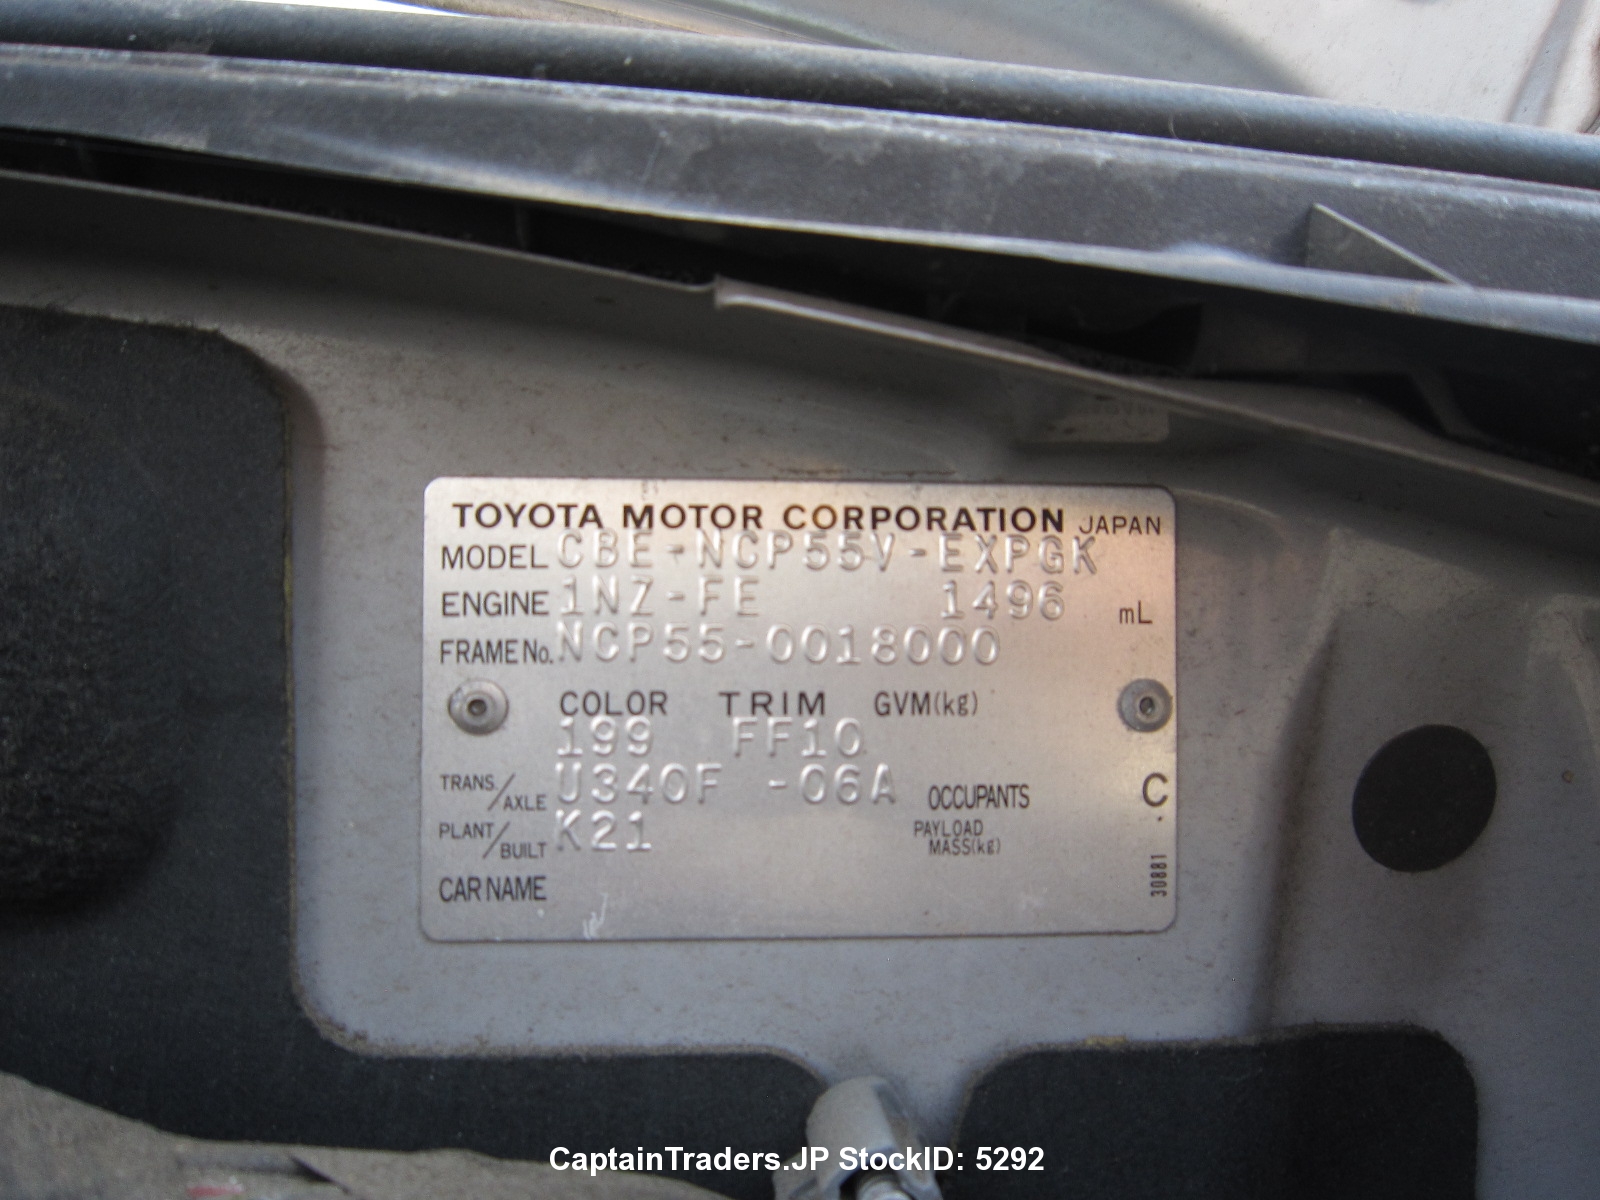 TOYOTA MOTOR CORPORATION JAPAN
MODEL CBE-NCP55V-EXPGK
ENGINE 1NZ-FE 1496 mL
FRAME No. NCP55-0018000
COLOR TRIM GVM(kg)
199 FF10
TRANS./AXLE U340F -06A OCCUPANTS C
PLANT/BUILT K21 PAYLOAD MASS(kg)
30881
CAR NAME
CaptainTraders.JP StockID: 5292